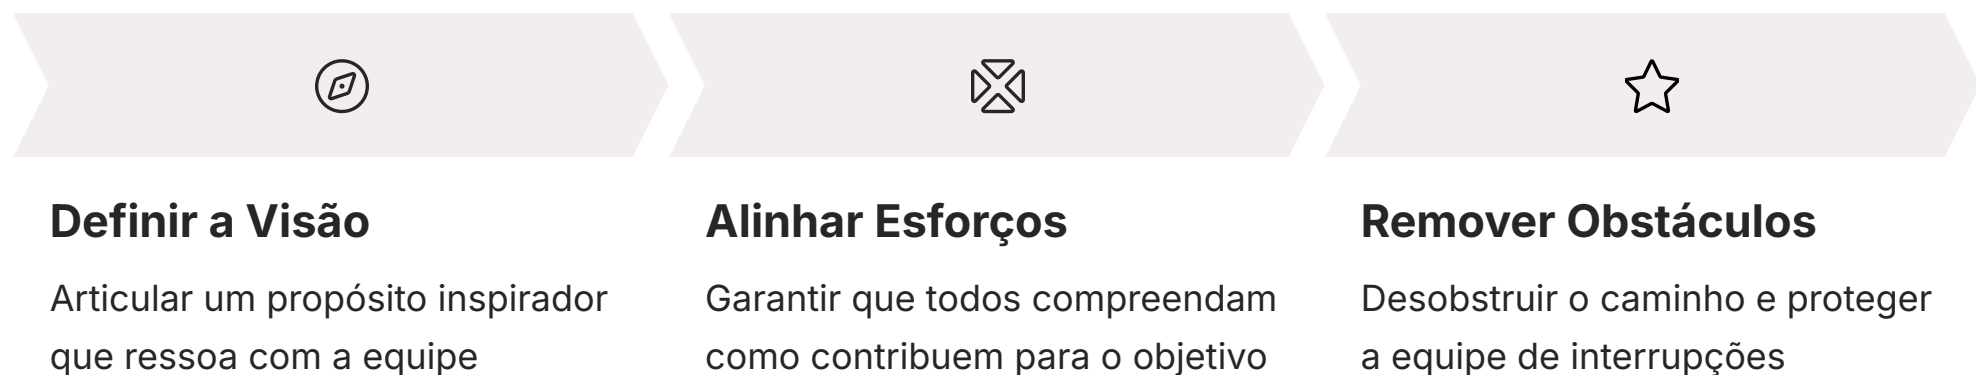 Definir a Visão
Articular um propósito inspirador
que ressoa com a equipe
Alinhar Esforços
Garantir que todos compreendam
como contribuem para o objetivo
Remover Obstáculos
Desobstruir o caminho e proteger
a equipe de interrupções